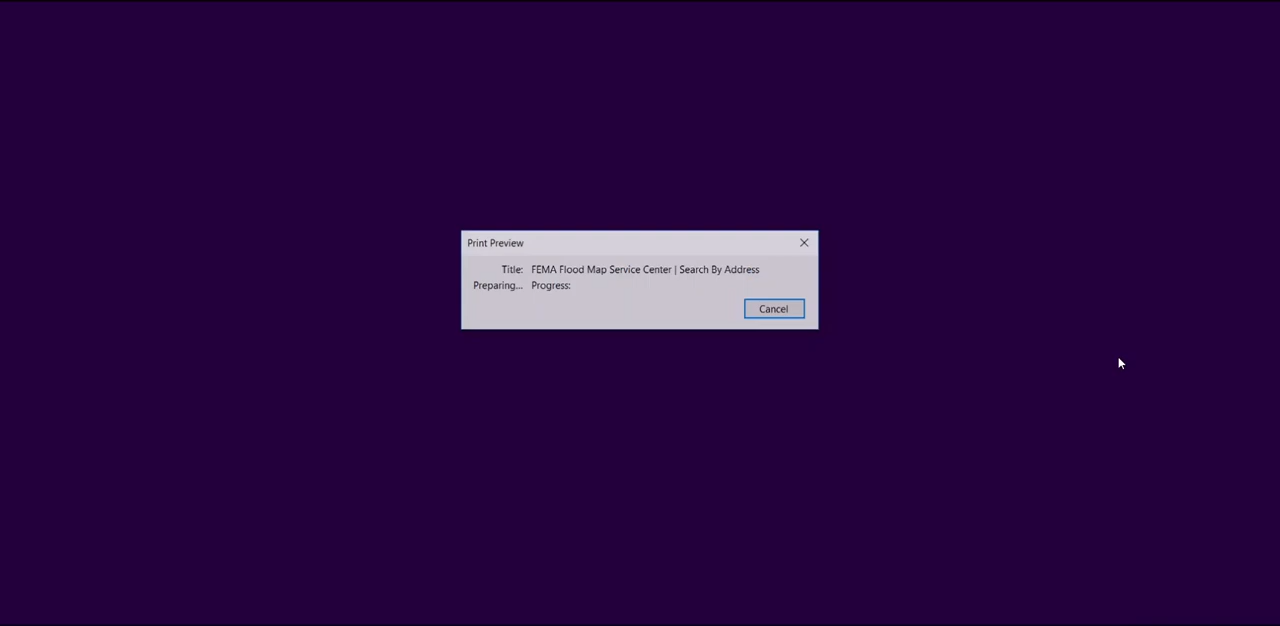 Print Preview
Title: FEMA Flood Map Service Center | Search By Address
Preparing... Progress:
Cancel